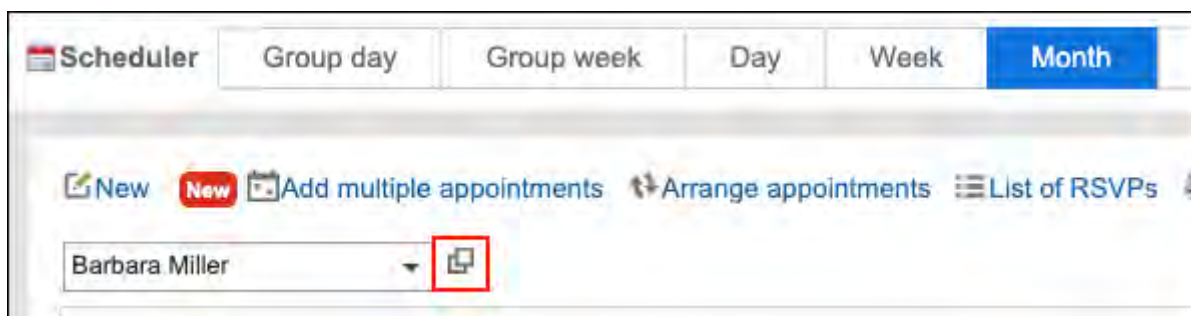 Scheduler Group day Group week Day Week Month
New New Add multiple appointments Arrange appointments List of RSVPs
Barbara Miller